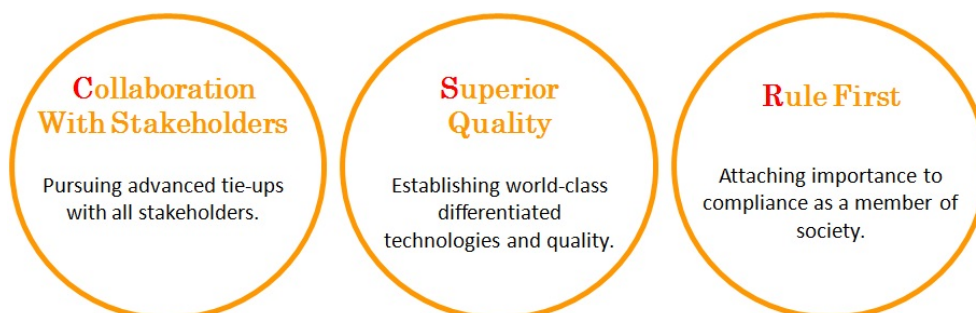 Collaboration
With Stakeholders
Pursuing advanced tie-ups
with all stakeholders.
Superior
Quality
Establishing world-class
differentiated
technologies and quality.
Rule First
Attaching importance to
compliance as a member of
society.